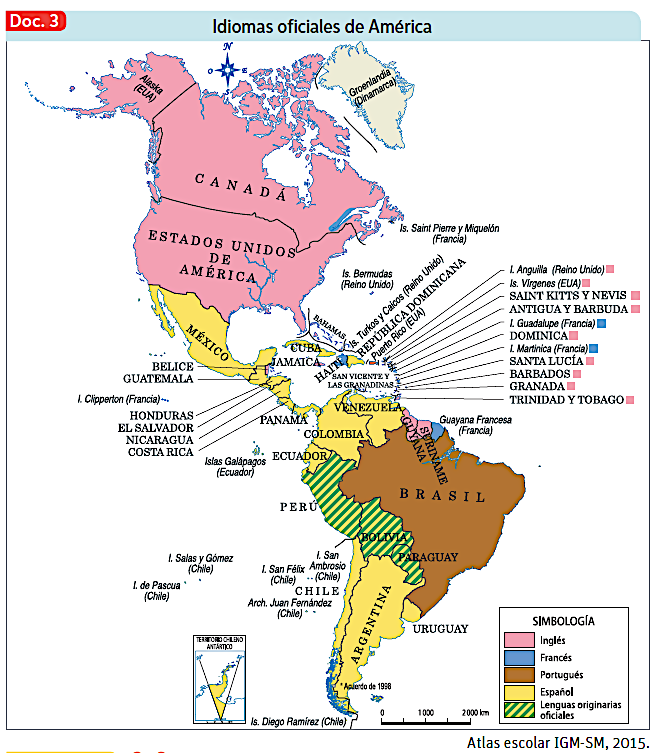 Doc. 3
Idiomas oficiales de América
N
O
E
S
Alaska
(EUA)
Groenlandia
(Dinamarca)
CANADÁ
Is. Saint Pierre y Miquelón
(Francia)
ESTADOS UNIDOS
DE
AMÉRICA
Is. Bermudas
(Reino Unido)
BAHAMAS
Is. Turkos y Caicos (Reino Unido)
REPÚBLICA DOMINICANA
Puerto Rico (EUA)
I. Anguilla (Reino Unido)
Is. Vírgenes (EUA)
SAINT KITTS Y NEVIS
ANTIGUA Y BARBUDA
I. Guadalupe (Francia)
DOMINICA
I. Martinica (Francia)
SANTA LUCÍA
BARBADOS
GRANADA
TRINIDAD Y TOBAGO
MÉXICO
CUBA
JAMAICA
HAITÍ
SAN VICENTE Y
LAS GRANADINAS
BELICE
GUATEMALA
I. Clipperton (Francia)
HONDURAS
EL SALVADOR
NICARAGUA
COSTA RICA
PANAMÁ
VENEZUELA
COLOMBIA
GUYANA
SURINAME
Guayana Francesa
(Francia)
Islas Galápagos
(Ecuador)
ECUADOR
PERÚ
BRASIL
BOLIVIA
PARAGUAY
I. Salas y Gómez
(Chile)
I. de Pascua
(Chile)
I. San
Ambrosio
(Chile)
I. San Félix
(Chile)
CHILE
Arch. Juan Fernández
(Chile)
ARGENTINA
URUGUAY
TERRITORIO CHILENO
ANTÁRTICO
* Acuerdo de 1998
Is. Diego Ramírez (Chile)
0 1000 2000 km
SIMBOLOGÍA
Inglés
Francés
Portugués
Español
Lenguas originarias
oficiales
Atlas escolar IGM-SM, 2015.